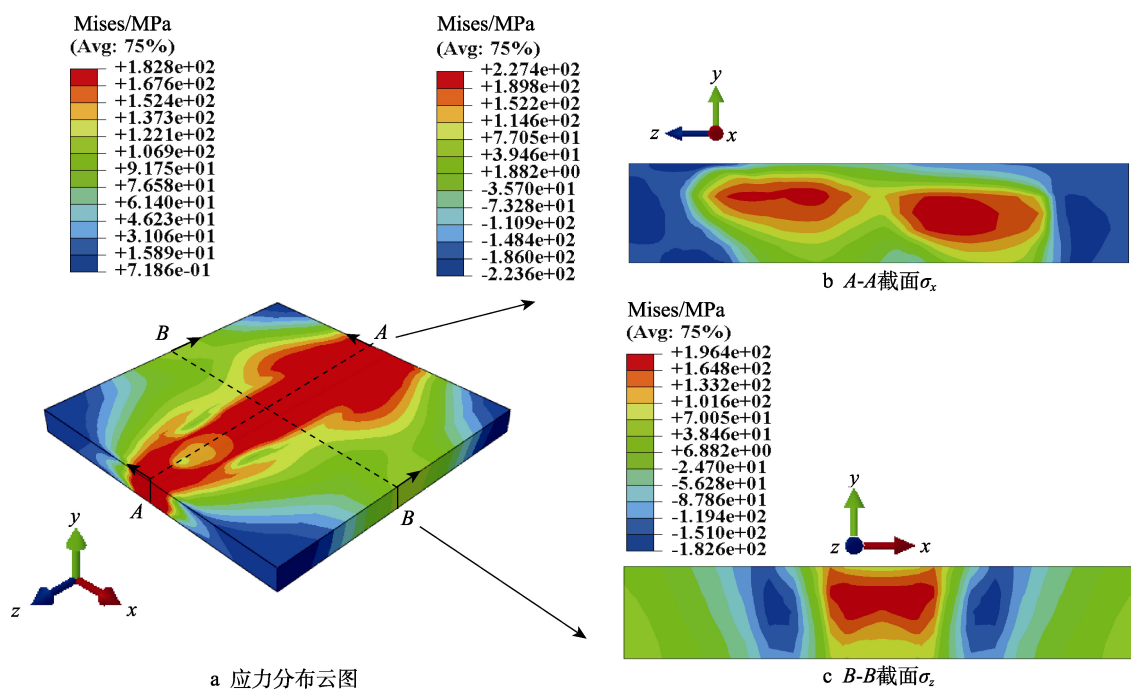 Mises/MPa
(Avg: 75%)
+1.828e+02
+1.676e+02
+1.524e+02
+1.373e+02
+1.221e+02
+1.069e+02
+9.175e+01
+7.658e+01
+6.140e+01
+4.623e+01
+3.106e+01
+1.589e+01
+7.186e-01
Mises/MPa
(Avg: 75%)
+2.274e+02
+1.898e+02
+1.522e+02
+1.146e+02
+7.705e+01
+3.946e+01
+1.882e+00
-3.570e+01
-7.328e+01
-1.109e+02
-1.484e+02
-1.860e+02
-2.236e+02
B
A
A
B
y
z
x
a 应力分布云图
y
z
x
b A-A截面σx
Mises/MPa
(Avg: 75%)
+1.964e+02
+1.648e+02
+1.332e+02
+1.016e+02
+7.005e+01
+3.846e+01
+6.882e+00
-2.470e+01
-5.628e+01
-8.786e+01
-1.194e+02
-1.510e+02
-1.826e+02
y
z
x
c B-B截面σz